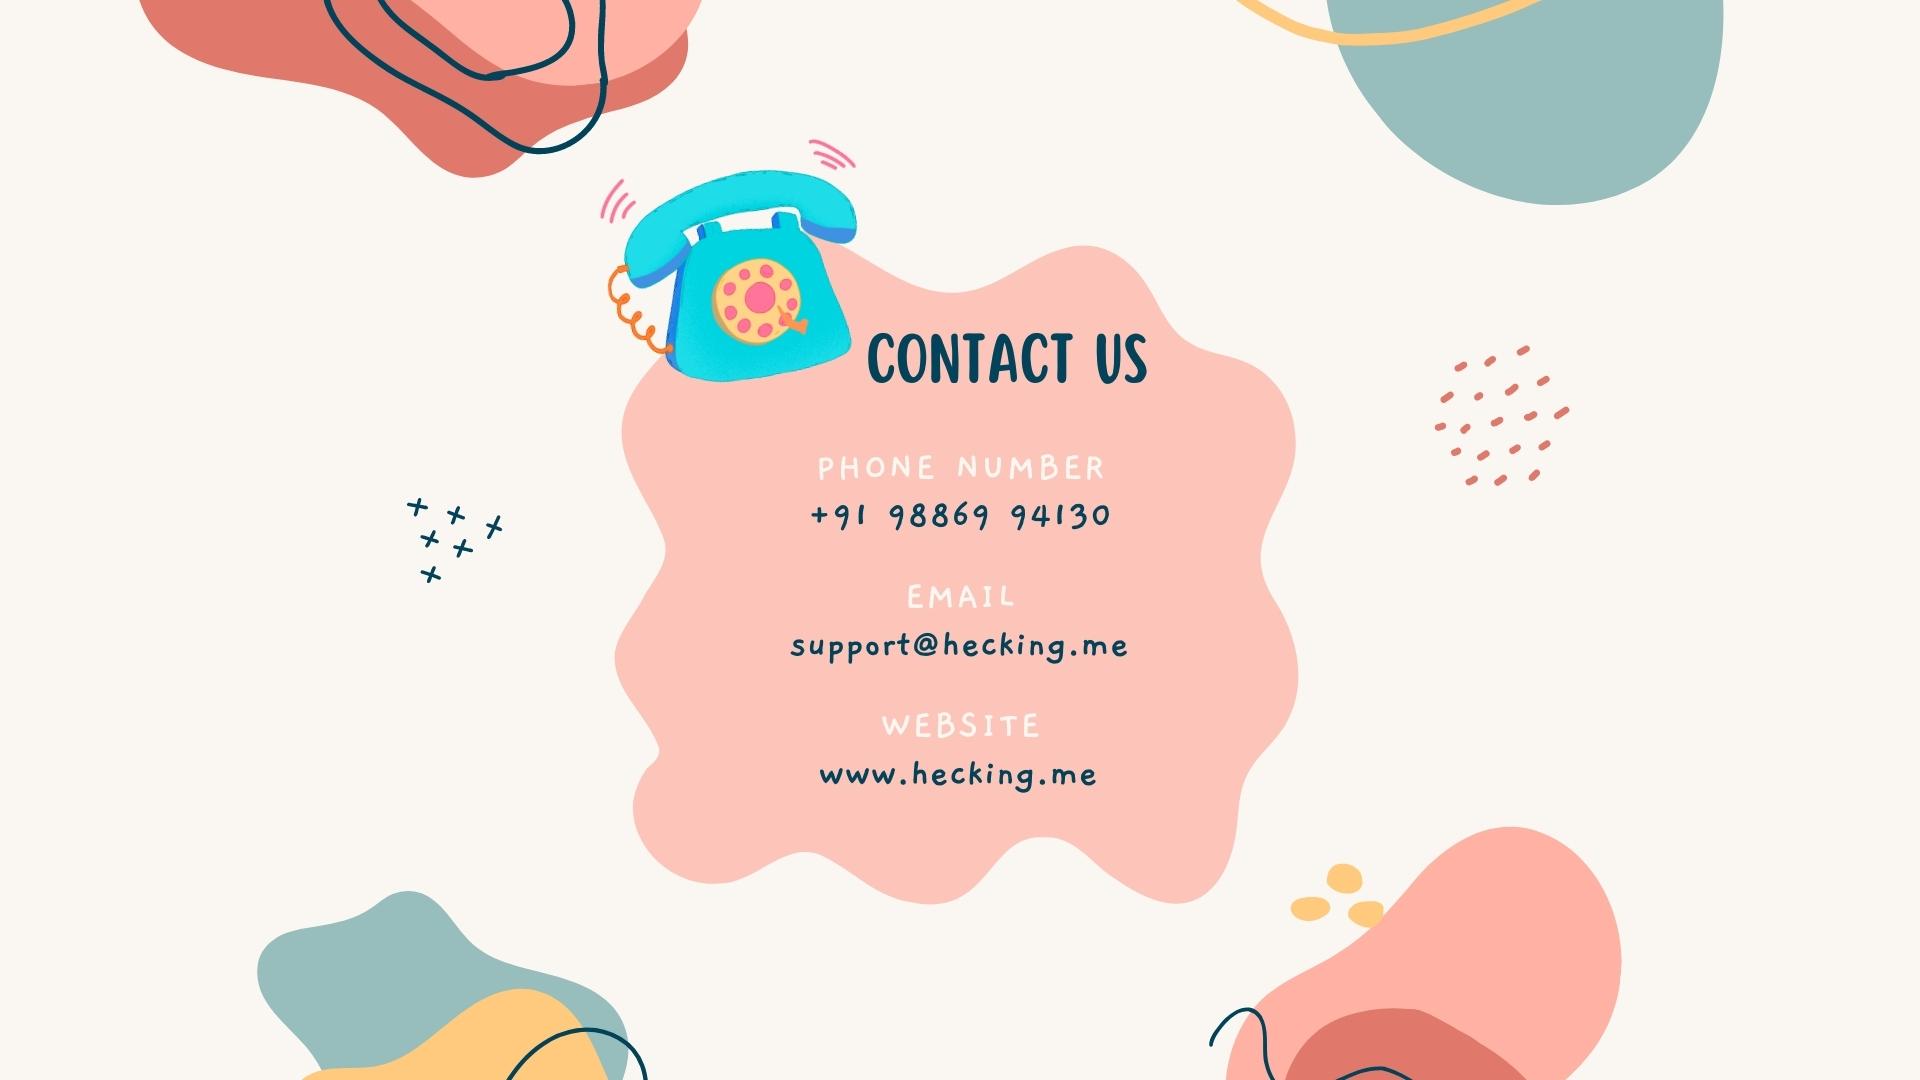 CONTACT US
PHONE NUMBER
+91 98869 94130
EMAIL
support@hecking.me
WEBSITE
www.hecking.me